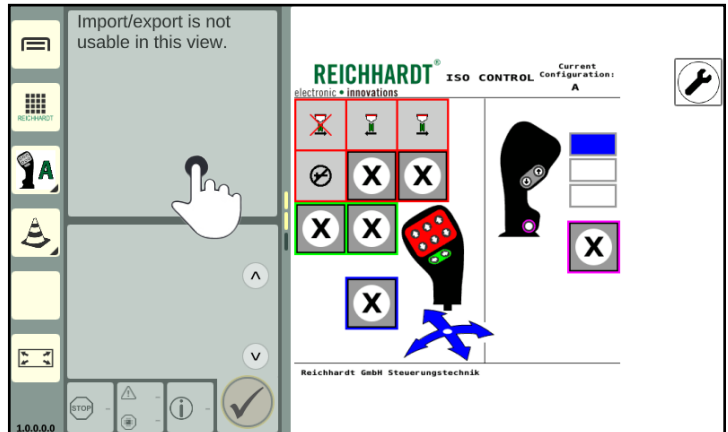 Import/export is not
usable in this view.
REICHHARDT
A
STOP
-
-
-
-
1.0.0.0.0
REICHHARDT®
electronic • innovations
ISO CONTROL
Current
Configuration:
A
X
X
X
X
X
X
Reichhardt GmbH Steuerungstechnik